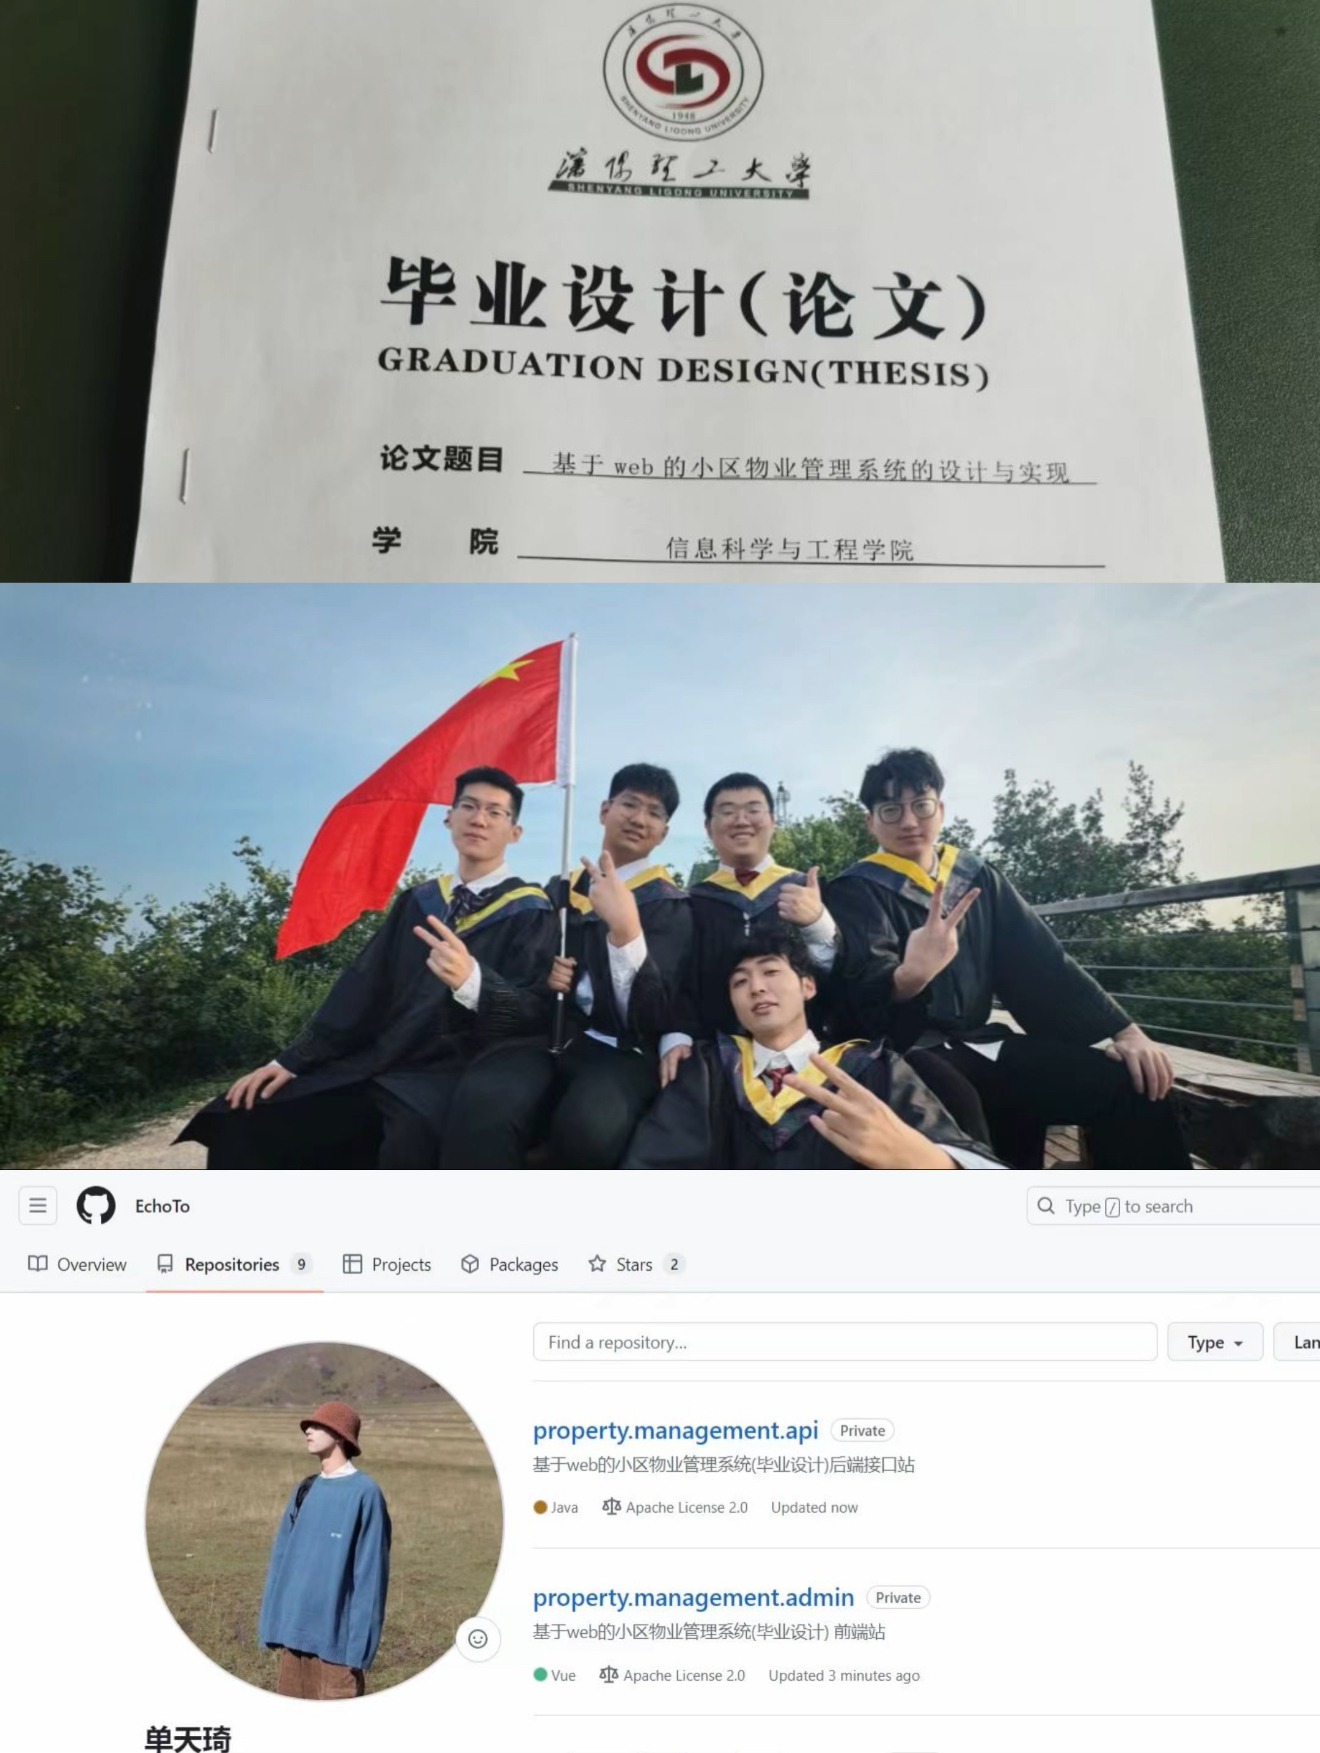 SHENYANG LIGONG UNIVERSITY
1948
沈阳理工大学
SHENYANG LIGONG UNIVERSITY
毕业设计(论文)
GRADUATION DESIGN(THESIS)
论文题目 基于 web 的小区物业管理系统的设计与实现
学 院 信息科学与工程学院
EchoTo
Type / to search
Overview Repositories 9 Projects Packages Stars 2
Find a repository... Type Lan
property.management.api Private
基于web的小区物业管理系统(毕业设计)后端接口站
Java Apache License 2.0 Updated now
property.management.admin Private
基于web的小区物业管理系统(毕业设计) 前端站
Vue Apache License 2.0 Updated 3 minutes ago
单天琦